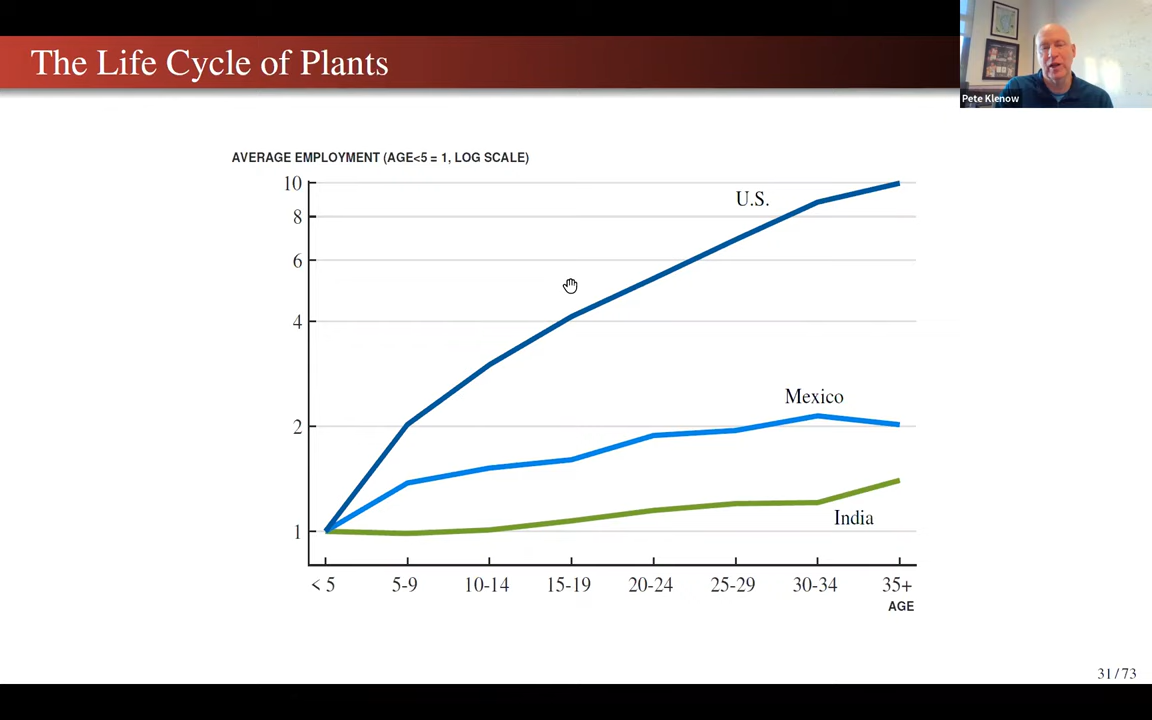 The Life Cycle of Plants
Pete Klenow
AVERAGE EMPLOYMENT (AGE<5 = 1, LOG SCALE)
10
8
6
4
2
1
U.S.
Mexico
India
< 5 5-9 10-14 15-19 20-24 25-29 30-34 35+
AGE
31 / 73